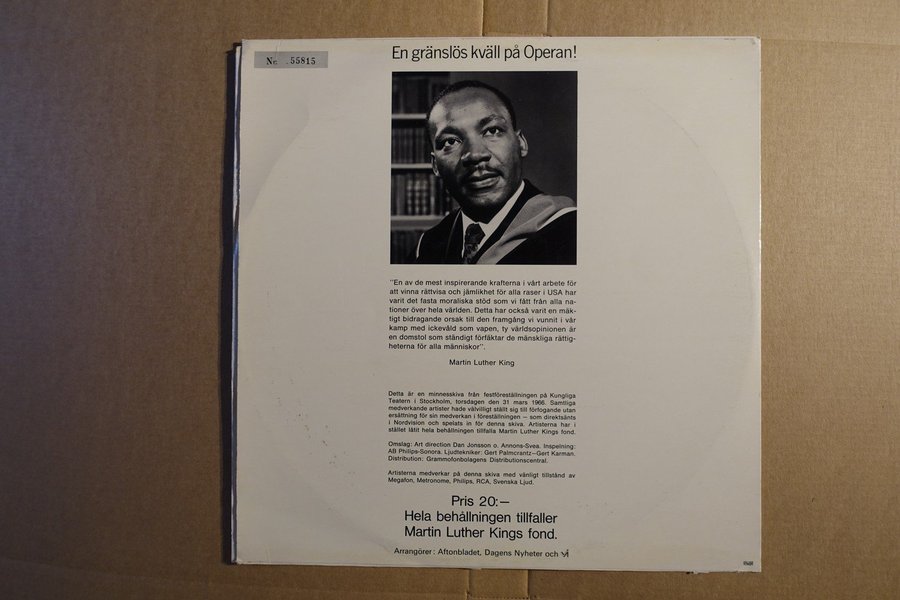 En gränslös kväll på Operan!
Nr 55815
"En av de mest inspirerande krafterna i vårt arbete för
att vinna rättvisa och jämlikhet för alla raser i USA har
varit det fasta moraliska stöd som vi fått från alla na-
tioner över hela världen. Detta har också varit en mäk-
tigt bidragande orsak till den framgång vi vunnit i vår
kamp med ickevåld som vapen, ty världsopinionen är
en domstol som ständigt förfäktar de mänskliga rättig-
heterna för alla människor".
Martin Luther King
Detta är en minnesskiva från festföreställningen på Kungliga
Teatern i Stockholm, torsdagen den 31 mars 1966. Samtliga
medverkande artister hade välvilligt ställt sig till förfogande utan
ersättning för sin medverkan i föreställningen – som direktsänts
i Nordvision och spelats in för denna skiva. Artisterna har i
stället låtit hela behållningen tillfalla Martin Luther Kings fond.
Omslag: Art direction Dan Jonsson o. Annons-Svea. Inspelning:
AB Philips-Sonora. Ljudtekniker: Gert Palmcrantz–Gert Karman.
Distribution: Grammofonbolagens Distributionscentral.
Artisterna medverkar på denna skiva med vänligt tillstånd av
Megafon, Metronome, Philips, RCA, Svenska Ljud.
Pris 20:–
Hela behållningen tillfaller
Martin Luther Kings fond.
Arrangörer: Aftonbladet, Dagens Nyheter och vi